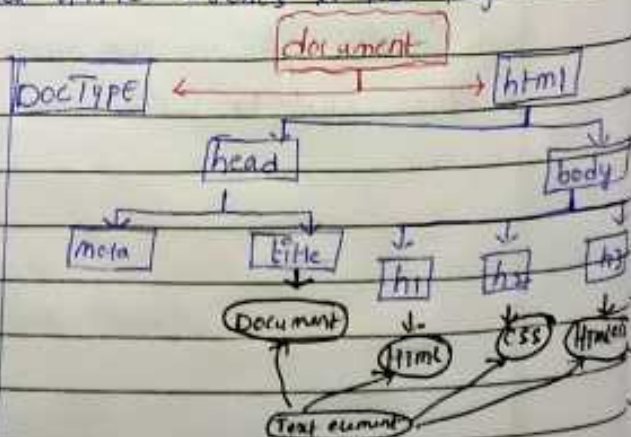 document
DOCTYPE html
head body
meta title h1 h2 h3
Document Html CSS
Text element